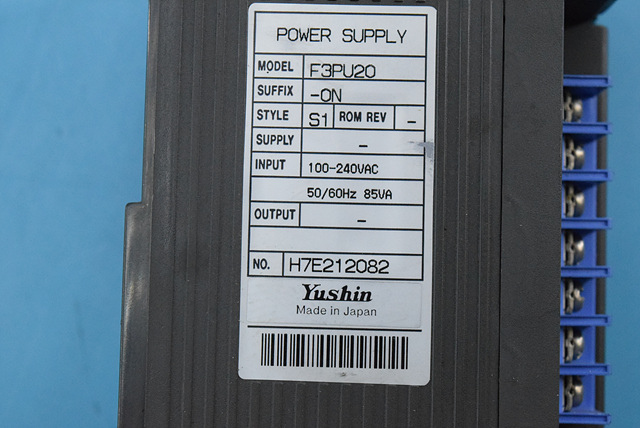 POWER SUPPLY
MODEL F3PU20
SUFFIX -0N
STYLE S1 ROM REV -
SUPPLY -
INPUT 100-240VAC
50/60Hz 85VA
OUTPUT -
NO. H7E212082
Yushin
Made in Japan